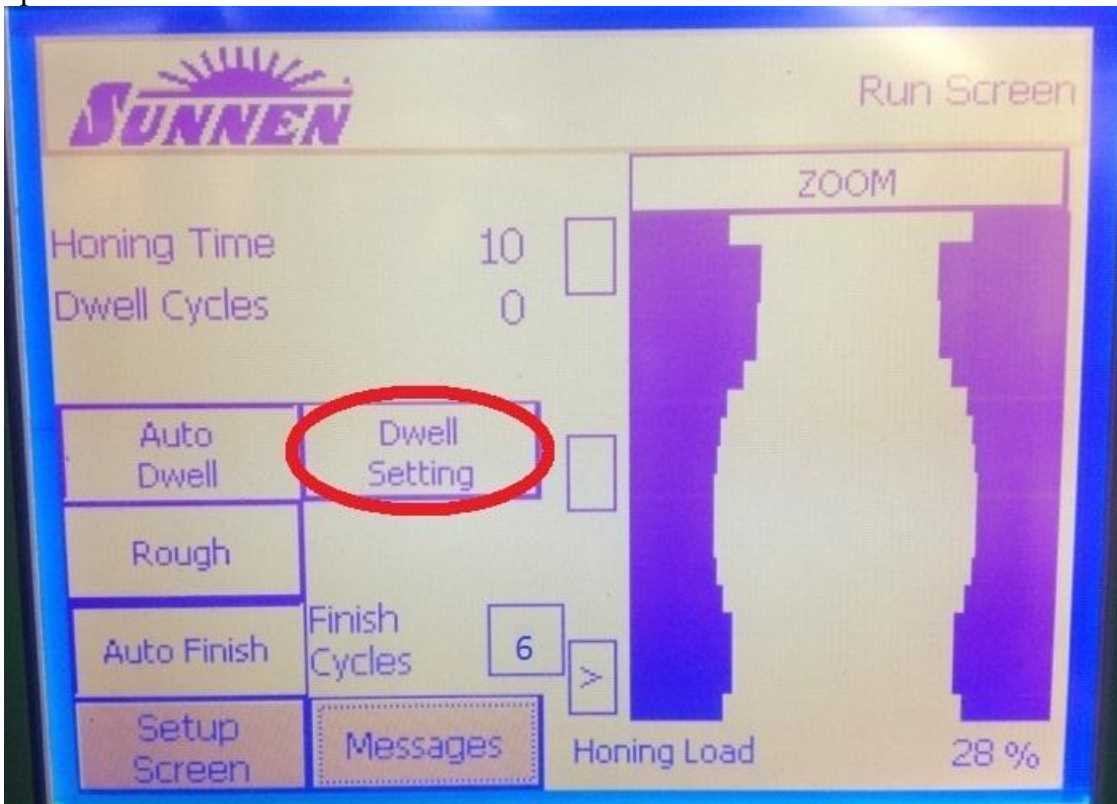 SUNNEN
Run Screen
ZOOM
Honing Time 10
Dwell Cycles 0
Auto
Dwell
Dwell
Setting
Rough
Auto Finish
Finish
Cycles
6
>
Setup
Screen
Messages
Honing Load 28 %